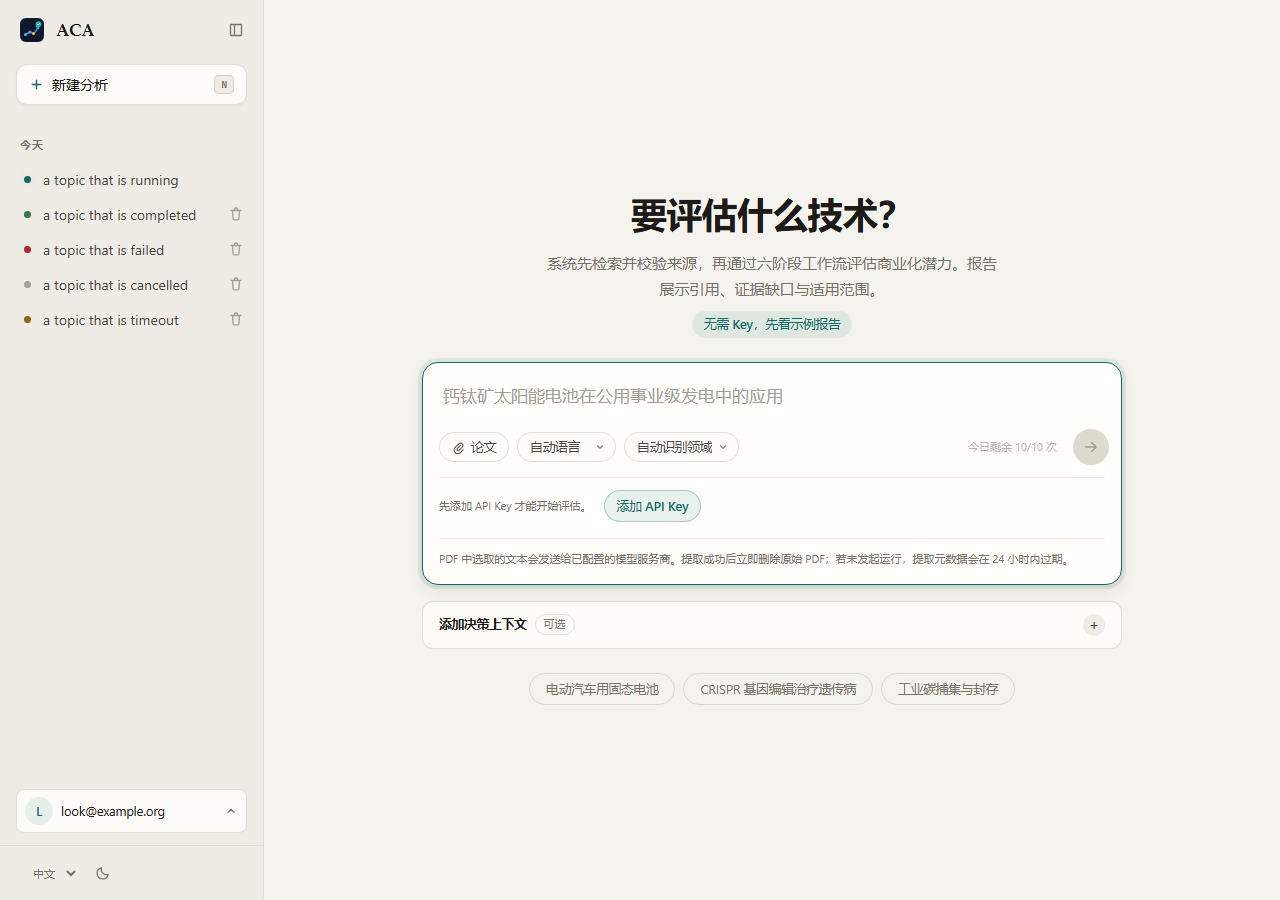 ACA
新建分析
N
今天
a topic that is running
a topic that is completed
a topic that is failed
a topic that is cancelled
a topic that is timeout
L
look@example.org
中文
要评估什么技术？
系统先检索并校验来源，再通过六阶段工作流评估商业化潜力。报告
展示引用、证据缺口与适用范围。
无需 Key，先看示例报告
钙钛矿太阳能电池在公用事业级发电中的应用
论文
自动语言
自动识别领域
今日剩余 10/10 次
先添加 API Key 才能开始评估。
添加 API Key
PDF 中选取的文本会发送给已配置的模型服务商。提取成功后立即删除原始 PDF；若未发起运行，提取元数据会在 24 小时内过期。
添加决策上下文
可选
电动汽车用固态电池
CRISPR 基因编辑治疗遗传病
工业碳捕集与封存